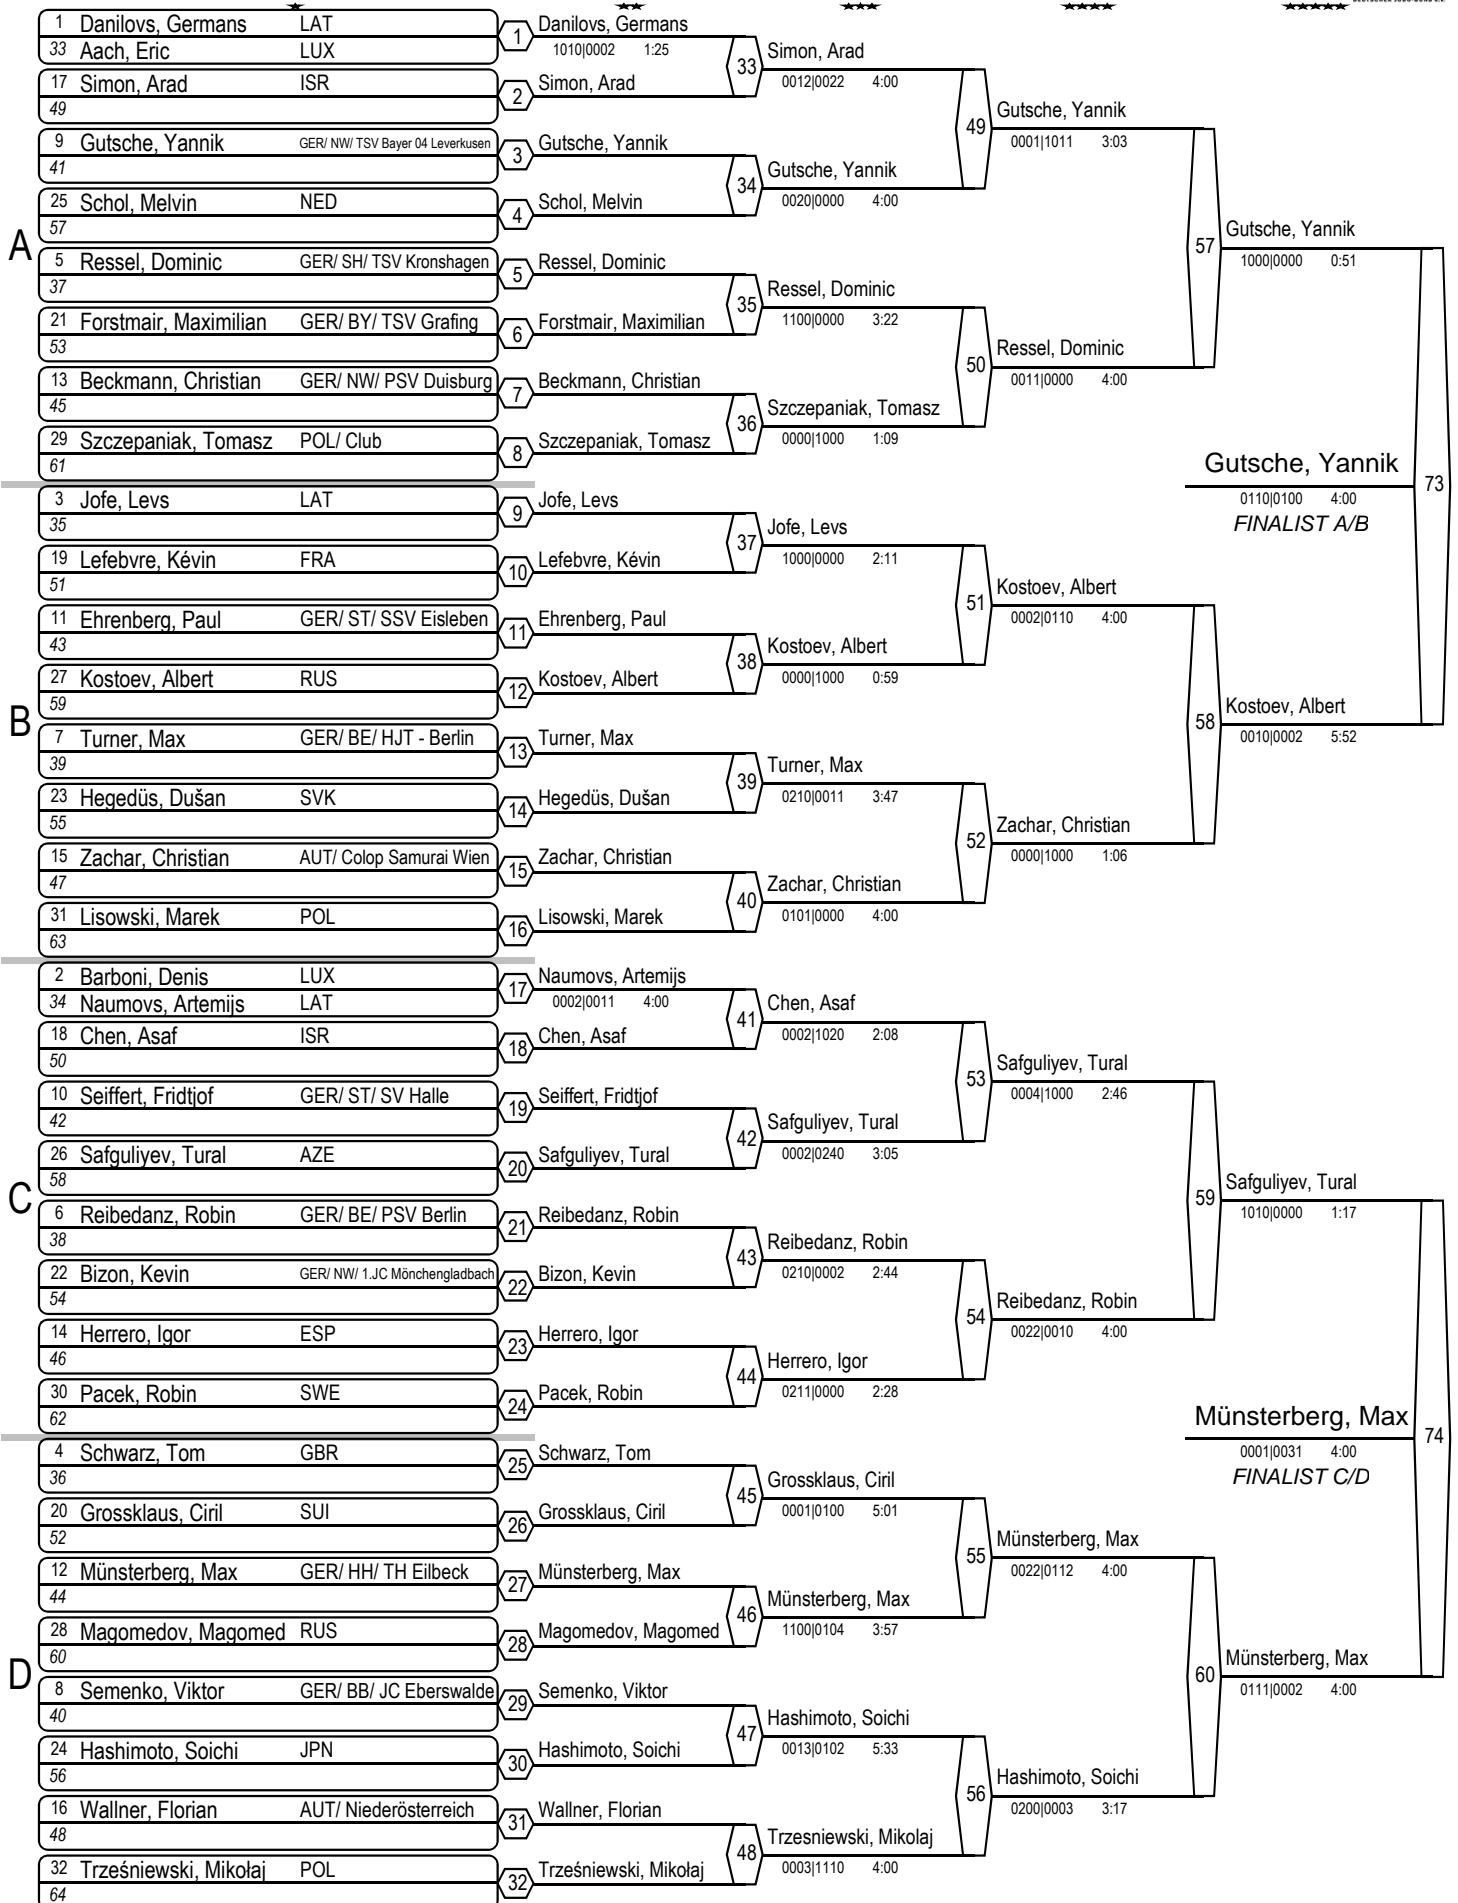 1 Danilovs, Germans LAT
33 Aach, Eric LUX
1
Danilovs, Germans
1010|0002 1:25
17 Simon, Arad ISR
49
2
Simon, Arad
33
Simon, Arad
0012|0022 4:00
9 Gutsche, Yannik GER/ NW/ TSV Bayer 04 Leverkusen
41
3
Gutsche, Yannik
25 Schol, Melvin NED
57
4
Schol, Melvin
34
Gutsche, Yannik
0020|0000 4:00
49
Gutsche, Yannik
0001|1011 3:03
A
5 Ressel, Dominic GER/ SH/ TSV Kronshagen
37
5
Ressel, Dominic
21 Forstmair, Maximilian GER/ BY/ TSV Grafing
53
6
Forstmair, Maximilian
35
Ressel, Dominic
1100|0000 3:22
13 Beckmann, Christian GER/ NW/ PSV Duisburg
45
7
Beckmann, Christian
29 Szczepaniak, Tomasz POL/ Club
61
8
Szczepaniak, Tomasz
36
Szczepaniak, Tomasz
0000|1000 1:09
50
Ressel, Dominic
0011|0000 4:00
57
Gutsche, Yannik
1000|0000 0:51
3 Jofe, Levs LAT
35
9
Jofe, Levs
19 Lefebvre, Kévin FRA
51
10
Lefebvre, Kévin
37
Jofe, Levs
1000|0000 2:11
11 Ehrenberg, Paul GER/ ST/ SSV Eisleben
43
11
Ehrenberg, Paul
27 Kostoev, Albert RUS
59
12
Kostoev, Albert
38
Kostoev, Albert
0000|1000 0:59
51
Kostoev, Albert
0002|0110 4:00
B
7 Turner, Max GER/ BE/ HJT - Berlin
39
13
Turner, Max
23 Hegedüs, Dušan SVK
55
14
Hegedüs, Dušan
39
Turner, Max
0210|0011 3:47
15 Zachar, Christian AUT/ Colop Samurai Wien
47
15
Zachar, Christian
31 Lisowski, Marek POL
63
16
Lisowski, Marek
40
Zachar, Christian
0101|0000 4:00
52
Zachar, Christian
0000|1000 1:06
58
Kostoev, Albert
0010|0002 5:52
73
Gutsche, Yannik
0110|0100 4:00
FINALIST A/B
2 Barboni, Denis LUX
34 Naumovs, Artemijs LAT
17
Naumovs, Artemijs
0002|0011 4:00
18 Chen, Asaf ISR
50
18
Chen, Asaf
41
Chen, Asaf
0002|1020 2:08
10 Seiffert, Fridtjof GER/ ST/ SV Halle
42
19
Seiffert, Fridtjof
26 Safguliyev, Tural AZE
58
20
Safguliyev, Tural
42
Safguliyev, Tural
0002|0240 3:05
53
Safguliyev, Tural
0004|1000 2:46
C
6 Reibedanz, Robin GER/ BE/ PSV Berlin
38
21
Reibedanz, Robin
22 Bizon, Kevin GER/ NW/ 1.JC Mönchengladbach
54
22
Bizon, Kevin
43
Reibedanz, Robin
0210|0002 2:44
14 Herrero, Igor ESP
46
23
Herrero, Igor
30 Pacek, Robin SWE
62
24
Pacek, Robin
44
Herrero, Igor
0211|0000 2:28
54
Reibedanz, Robin
0022|0010 4:00
59
Safguliyev, Tural
1010|0000 1:17
4 Schwarz, Tom GBR
36
25
Schwarz, Tom
20 Grossklaus, Ciril SUI
52
26
Grossklaus, Ciril
45
Grossklaus, Ciril
0001|0100 5:01
12 Münsterberg, Max GER/ HH/ TH Eilbeck
44
27
Münsterberg, Max
28 Magomedov, Magomed RUS
60
28
Magomedov, Magomed
46
Münsterberg, Max
1100|0104 3:57
55
Münsterberg, Max
0022|0112 4:00
D
8 Semenko, Viktor GER/ BB/ JC Eberswalde
40
29
Semenko, Viktor
24 Hashimoto, Soichi JPN
56
30
Hashimoto, Soichi
47
Hashimoto, Soichi
0013|0102 5:33
16 Wallner, Florian AUT/ Niederösterreich
48
31
Wallner, Florian
32 Trześniewski, Mikołaj POL
64
32
Trześniewski, Mikołaj
48
Trzesniewski, Mikolaj
0003|1110 4:00
56
Hashimoto, Soichi
0200|0003 3:17
60
Münsterberg, Max
0111|0002 4:00
74
Münsterberg, Max
0001|0031 4:00
FINALIST C/D